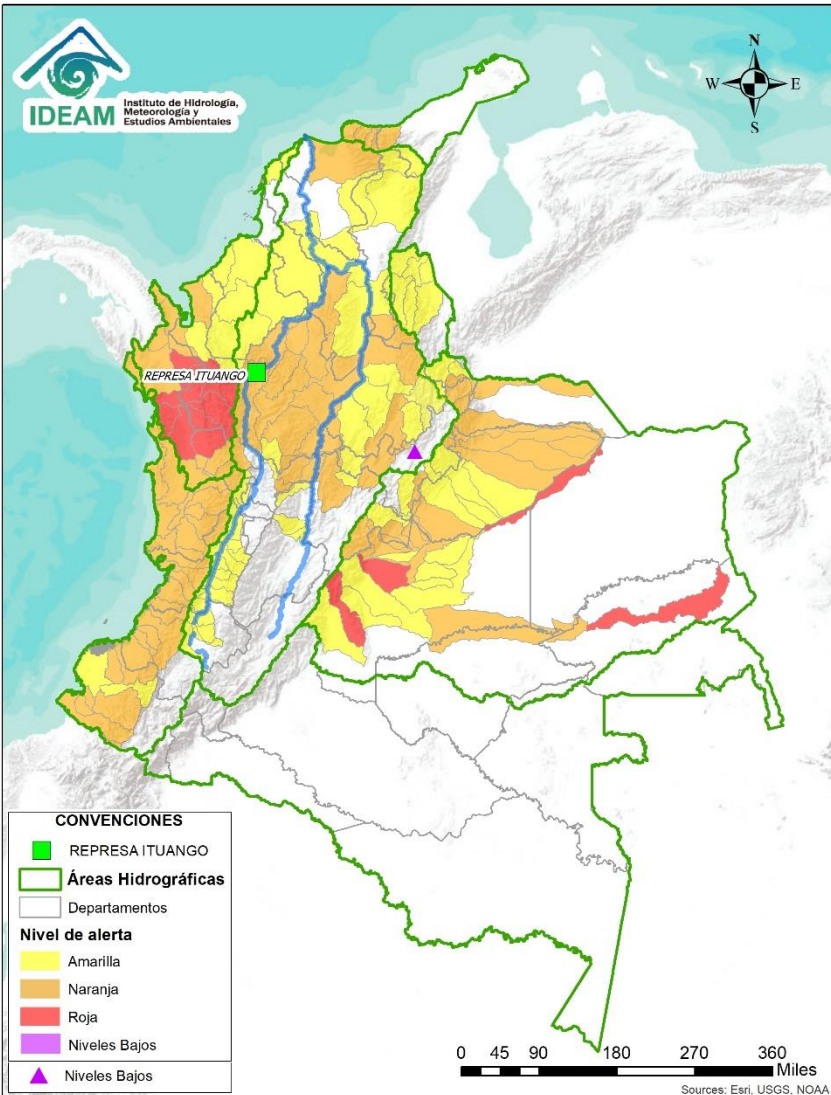 IDEAM
Instituto de Hidrología,
Meteorología y
Estudios Ambientales
N
W
E
S
REPRESA ITUANGO
CONVENCIONES
REPRESA ITUANGO
Áreas Hidrográficas
Departamentos
Nivel de alerta
Amarilla
Naranja
Roja
Niveles Bajos
Niveles Bajos
0 45 90 180 270 360
Miles
Sources: Esri, USGS, NOAA